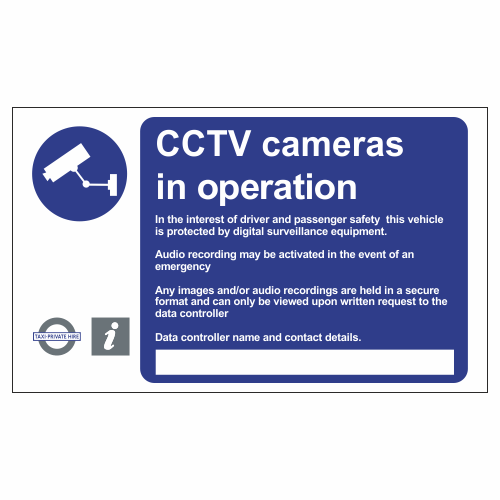 CCTV cameras
in operation
In the interest of driver and passenger safety this vehicle
is protected by digital surveillance equipment.
Audio recording may be activated in the event of an
emergency
Any images and/or audio recordings are held in a secure
format and can only be viewed upon written request to the
data controller
Data controller name and contact details.
TAXI-PRIVATE HIRE
i